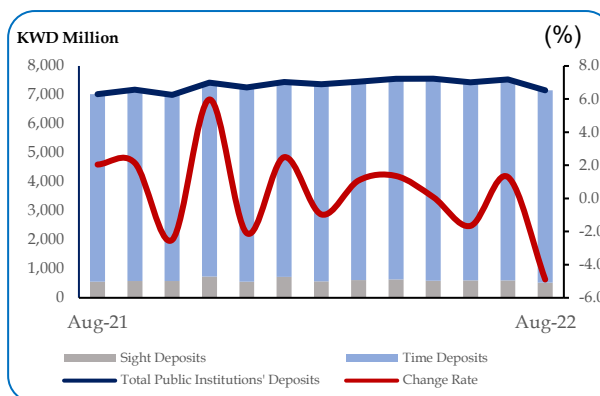 KWD Million (%)
8,000 8.0
7,000 6.0
6,000 4.0
5,000 2.0
4,000 0.0
3,000 -2.0
2,000 -4.0
1,000 -6.0
0
Aug-21 Aug-22
Sight Deposits Time Deposits
Total Public Institutions' Deposits Change Rate